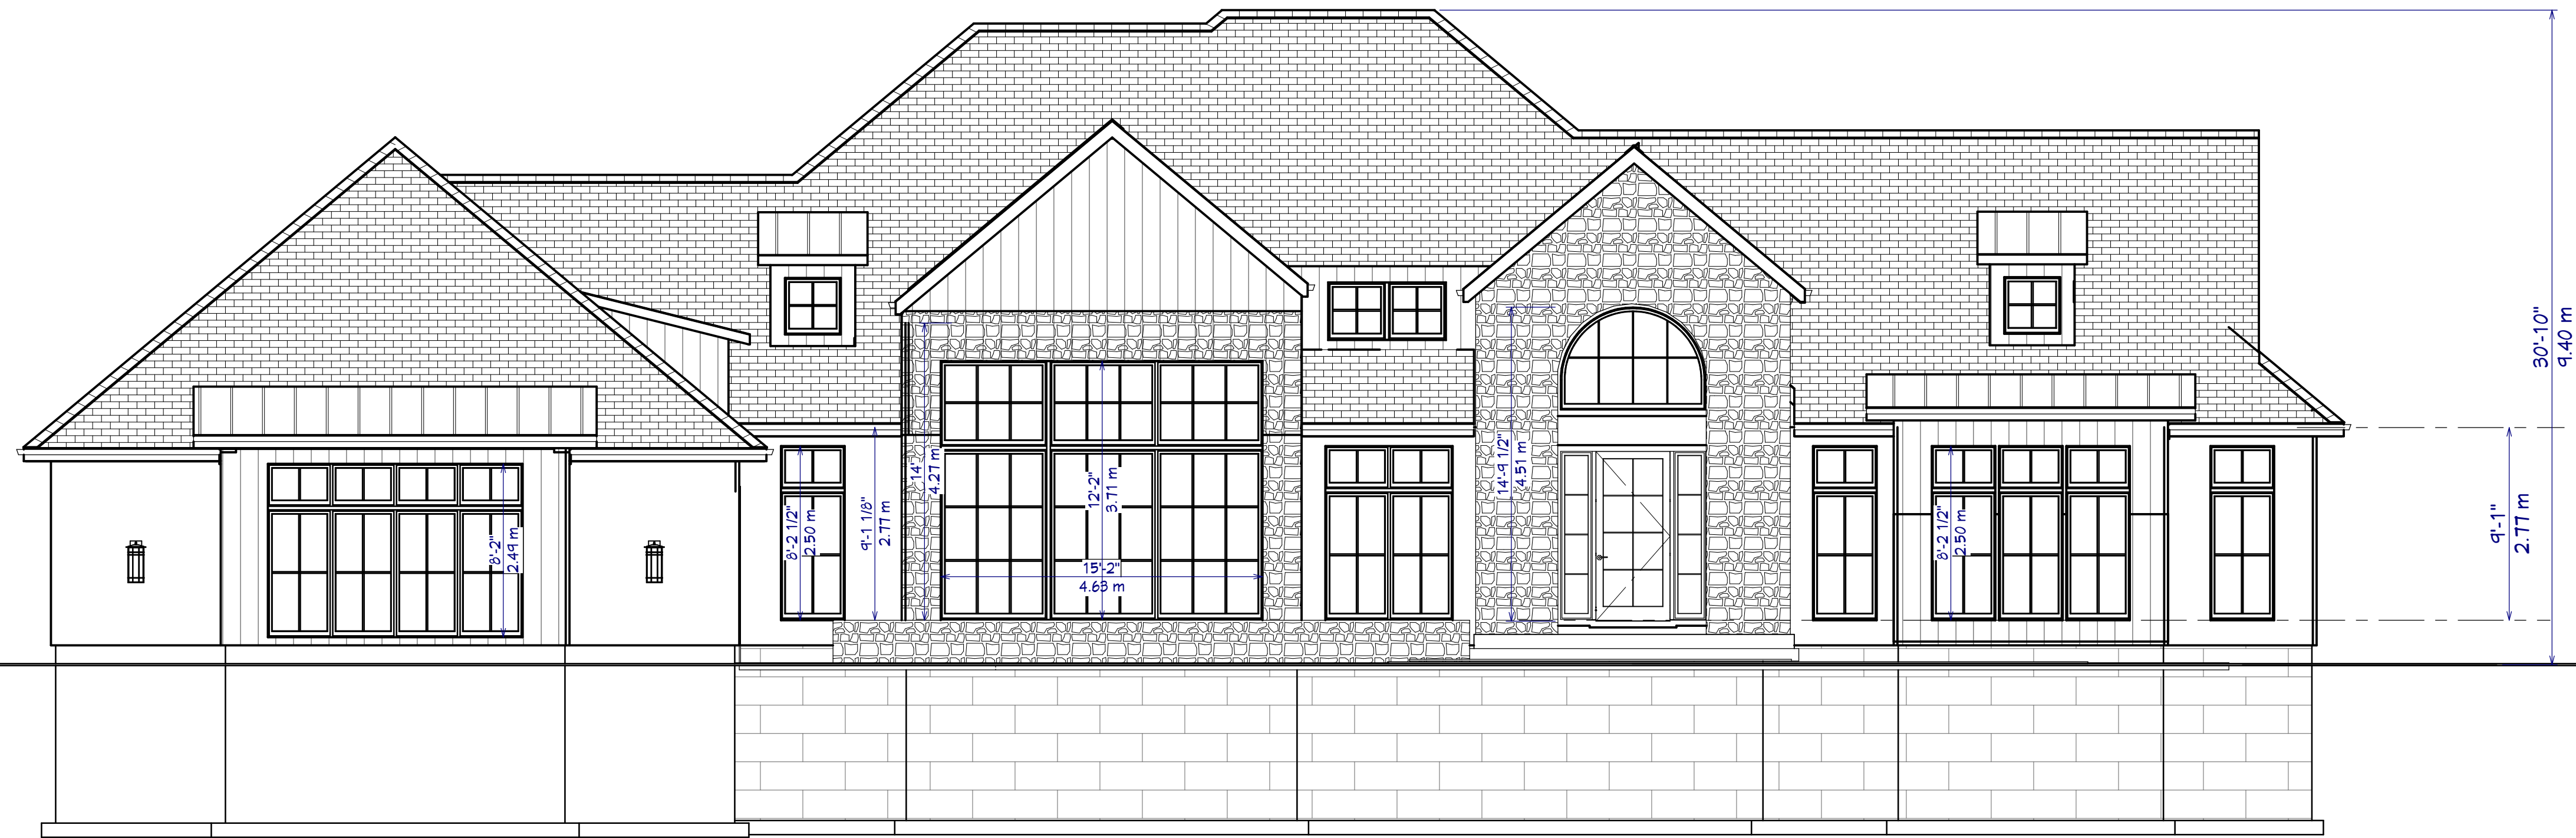 30'-10"
9.40 m
14'
4.27 m
12'-2"
3.71 m
14'-9 1/2"
4.51 m
9'-1"
2.77 m
8'-2"
2.49 m
8'-2 1/2"
2.50 m
9'-1 1/8"
2.77 m
8'-2 1/2"
2.50 m
15'-2"
4.63 m